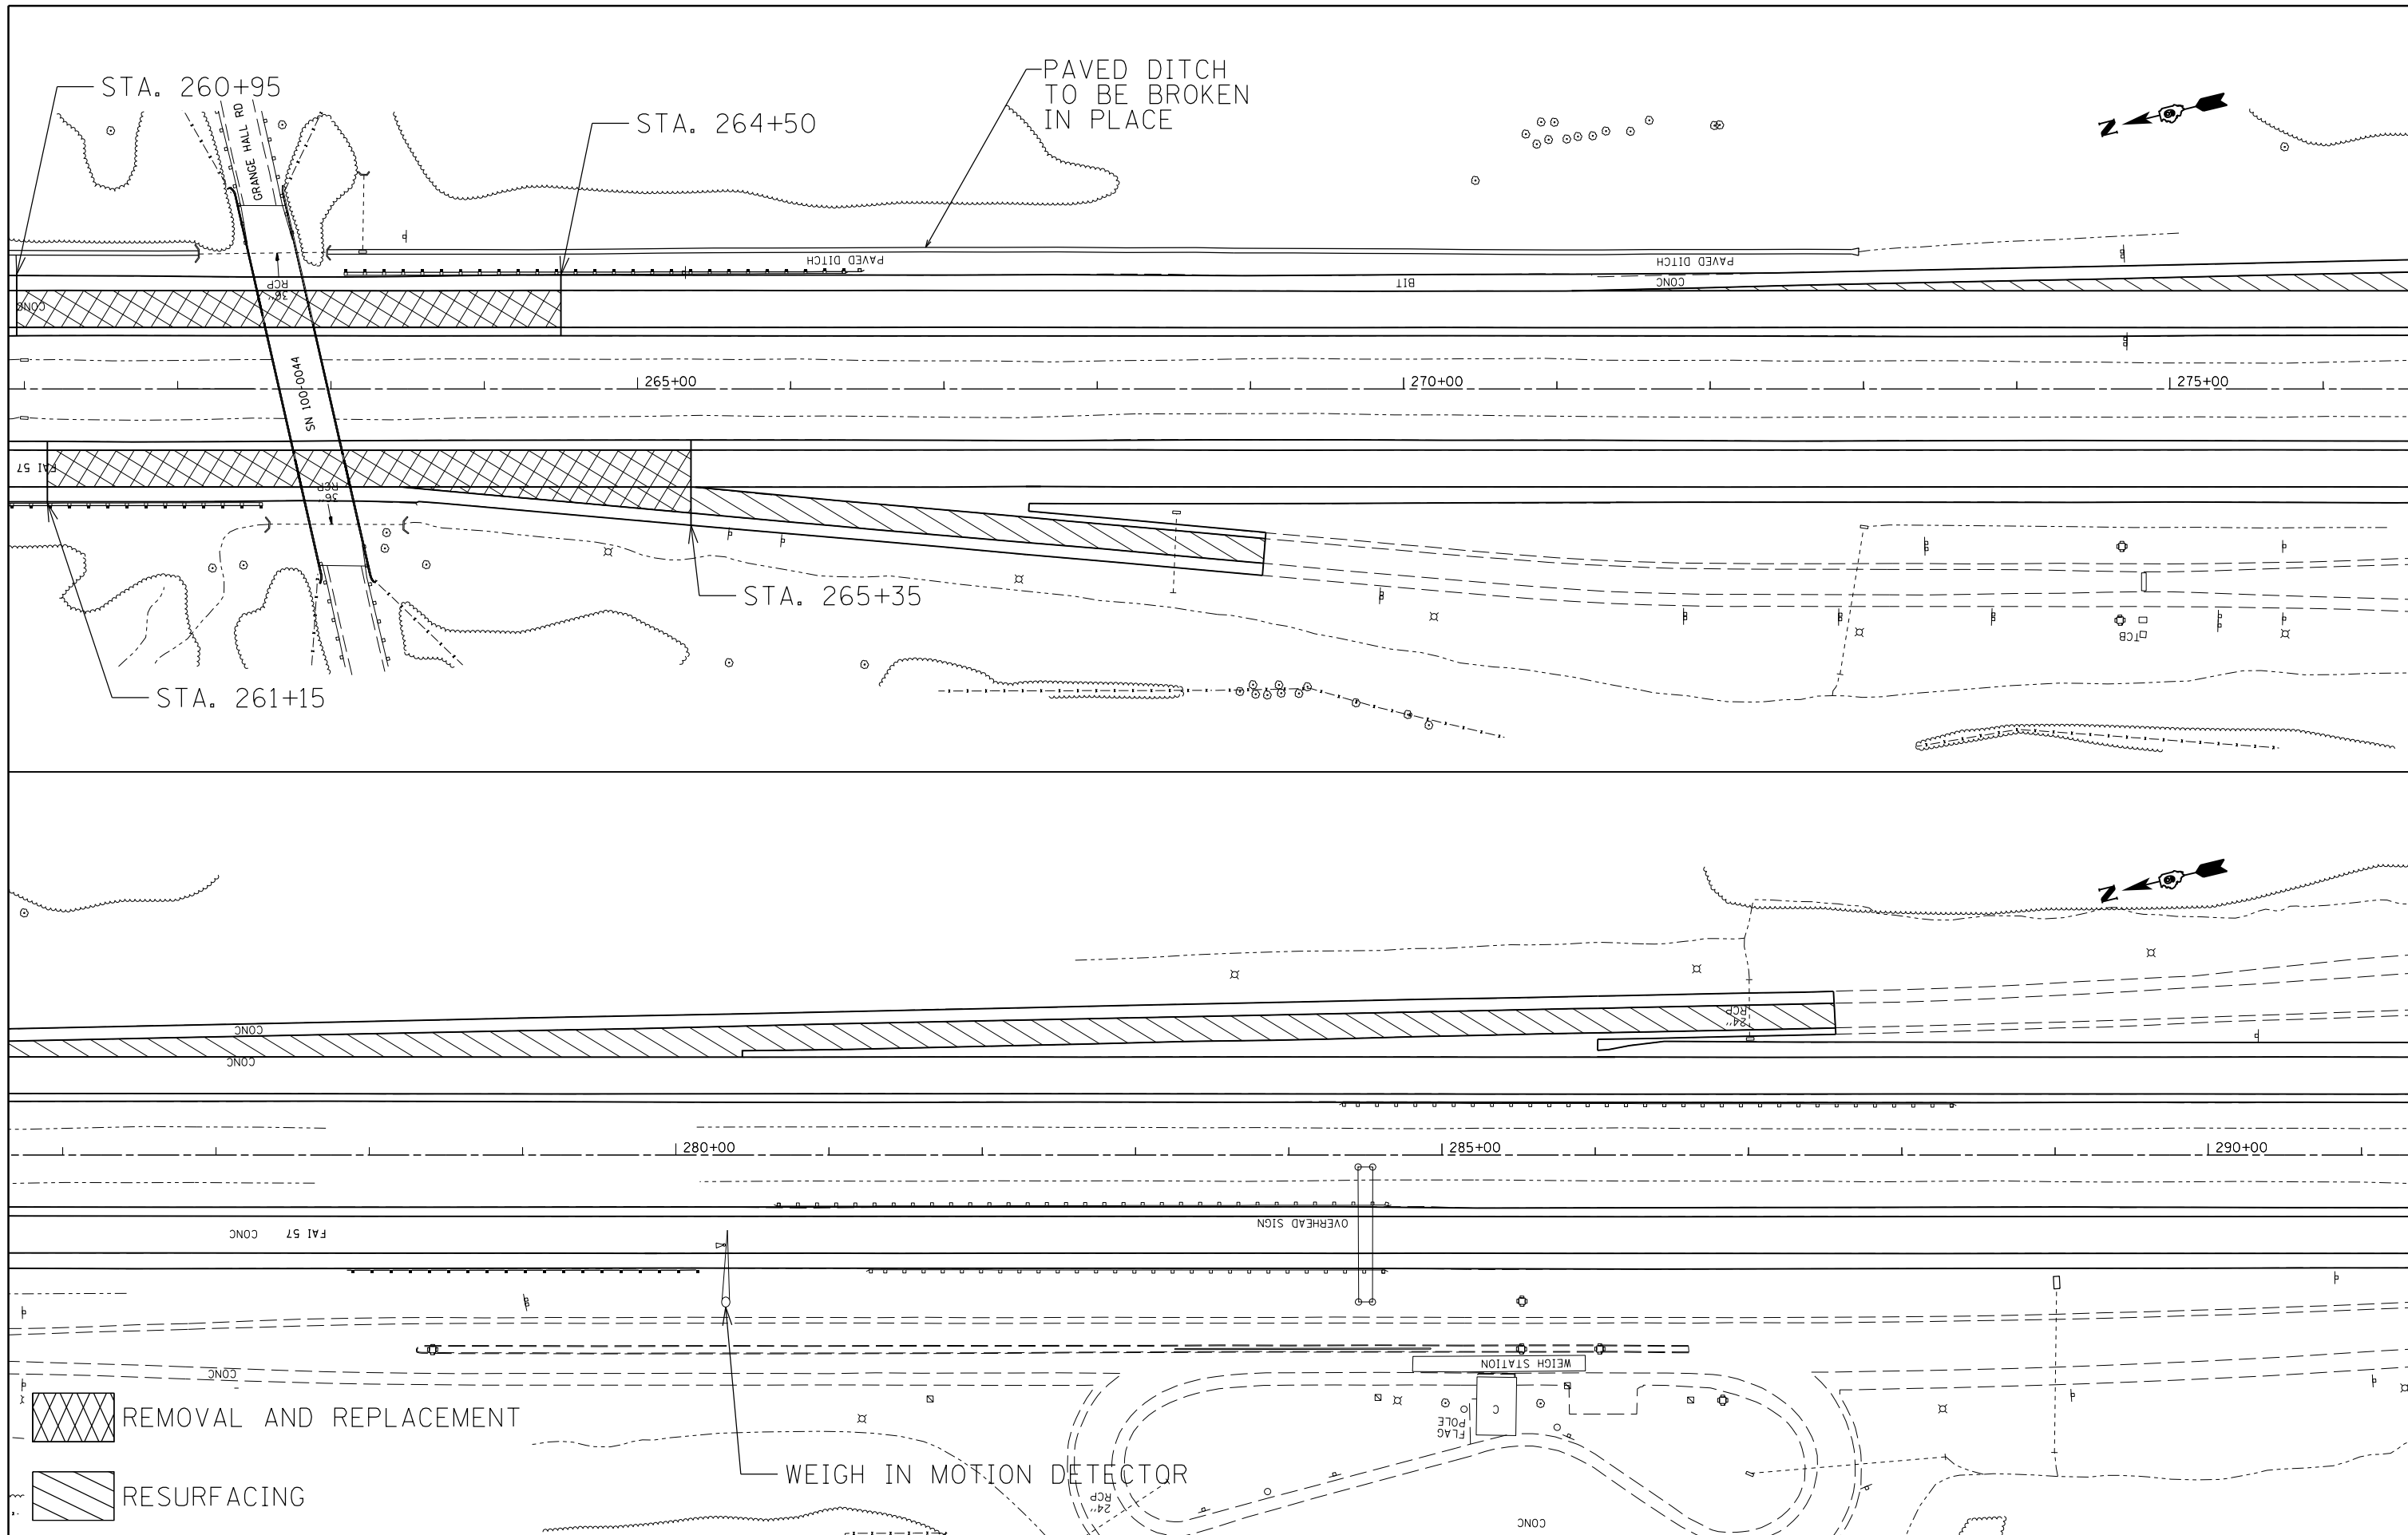 STA. 260+95
GRANGE HALL RD
STA. 264+50
PAVED DITCH
TO BE BROKEN
IN PLACE
N
PAVED DITCH
PAVED DITCH
36"
RCP
BIT
CONC
CONC
SN 100-0044
265+00
270+00
275+00
FAI 57
36"
RCP
STA. 265+35
TCB
STA. 261+15
N
CONC
24"
RCP
CONC
280+00
285+00
290+00
OVERHEAD SIGN
CONC FAI 57
WEIGH STATION
CONC
REMOVAL AND REPLACEMENT
C
FLAG
POLE
WEIGH IN MOTION DETECTOR
RESURFACING
24"
RCP
CONC